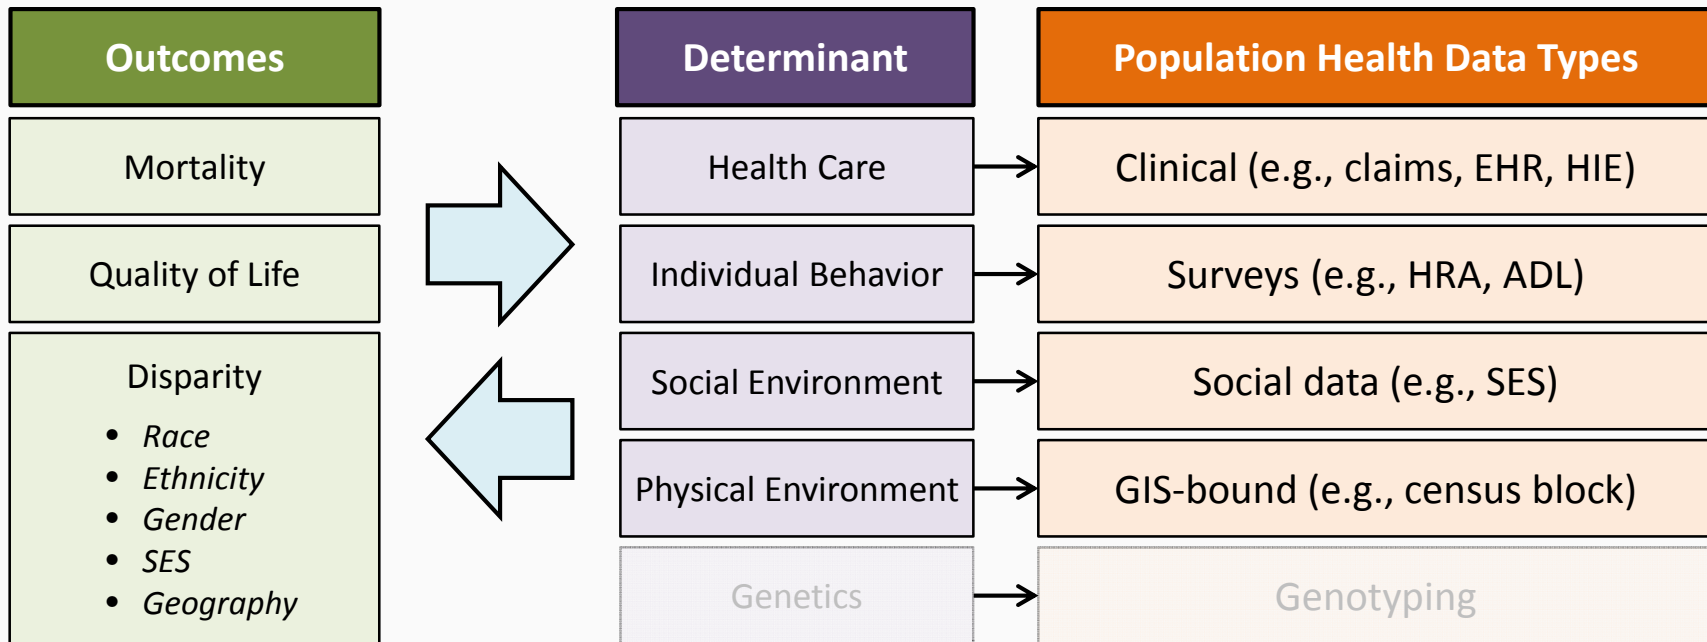 Outcomes
Mortality
Quality of Life
Disparity
• Race
• Ethnicity
• Gender
• SES
• Geography
Determinant
Health Care
Individual Behavior
Social Environment
Physical Environment
Genetics
Population Health Data Types
Clinical (e.g., claims, EHR, HIE)
Surveys (e.g., HRA, ADL)
Social data (e.g., SES)
GIS-bound (e.g., census block)
Genotyping